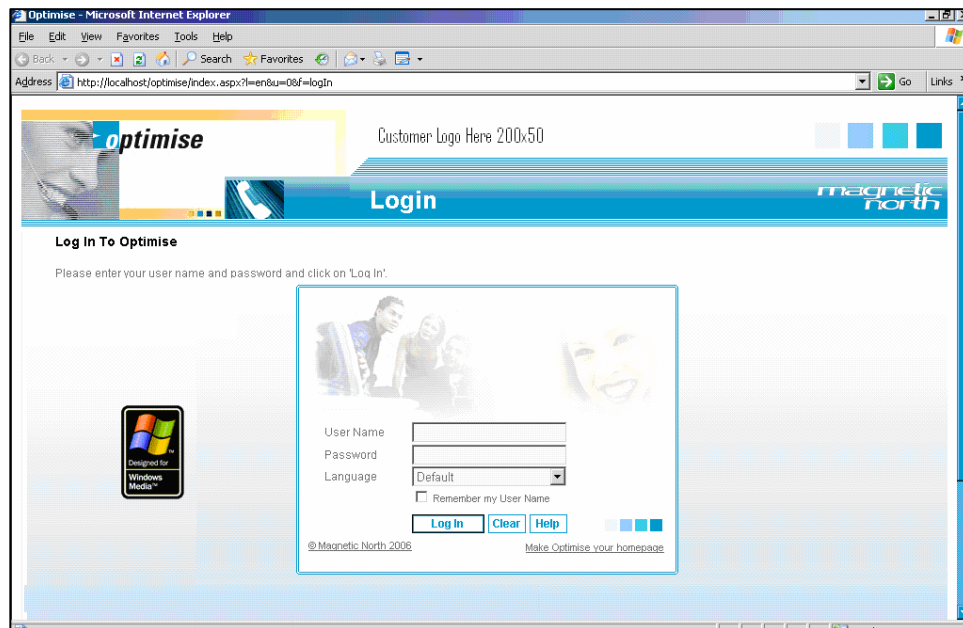 Optimise - Microsoft Internet Explorer
File Edit View Favorites Tools Help
Back Search Favorites
Address http://localhost/optimise/index.aspx?l=en&u=0&f=logIn Go Links
optimise
Customer Logo Here 200x50
Login
magnetic north
Log In To Optimise
Please enter your user name and password and click on 'Log In'.
User Name
Password
Language Default
Remember my User Name
Log In Clear Help
© Magnetic North 2006 Make Optimise your homepage
Designed for
Windows
Media™